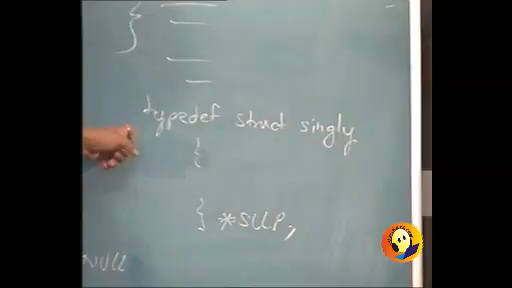 }
typedef struct singly
{
} *SLLP;
NULL